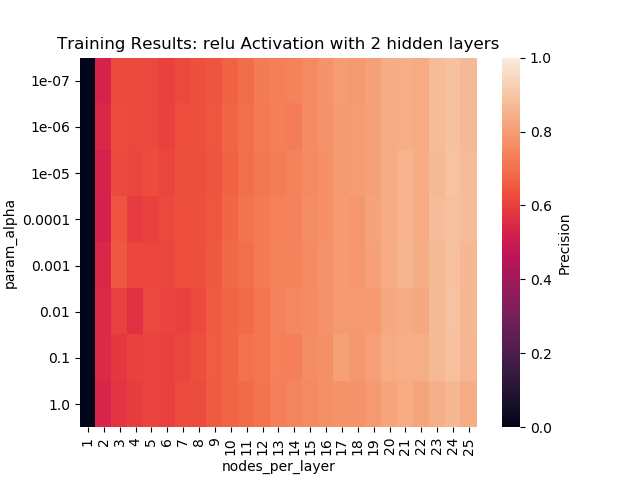 Training Results: relu Activation with 2 hidden layers
param_alpha
1e-07
1e-06
1e-05
0.0001
0.001
0.01
0.1
1.0
1 2 3 4 5 6 7 8 9 10 11 12 13 14 15 16 17 18 19 20 21 22 23 24 25
nodes_per_layer
1.0
0.8
0.6
0.4
0.2
0.0
Precision